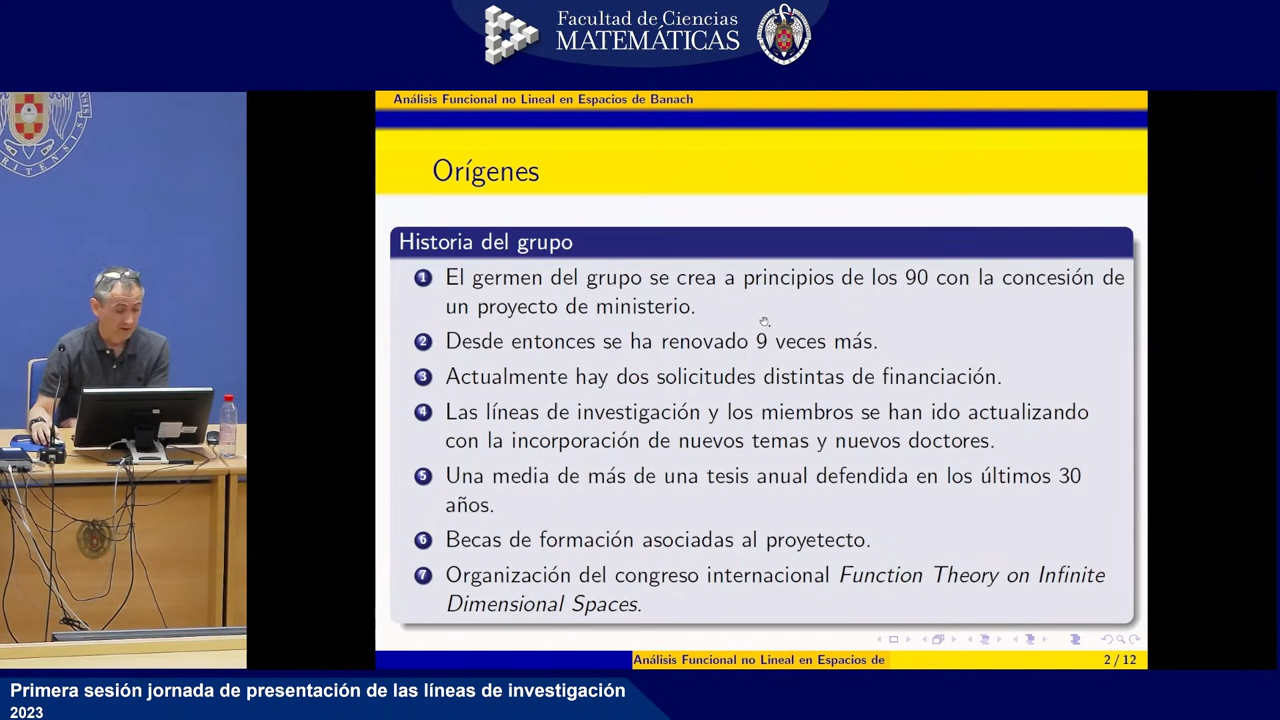 Facultad de Ciencias
MATEMÁTICAS
Análisis Funcional no Lineal en Espacios de Banach
Orígenes
Historia del grupo
1 El germen del grupo se crea a principios de los 90 con la concesión de
un proyecto de ministerio.
2 Desde entonces se ha renovado 9 veces más.
3 Actualmente hay dos solicitudes distintas de financiación.
4 Las líneas de investigación y los miembros se han ido actualizando
con la incorporación de nuevos temas y nuevos doctores.
5 Una media de más de una tesis anual defendida en los últimos 30
años.
6 Becas de formación asociadas al proyetecto.
7 Organización del congreso internacional Function Theory on Infinite
Dimensional Spaces.
Análisis Funcional no Lineal en Espacios de
2 / 12
Primera sesión jornada de presentación de las líneas de investigación
2023